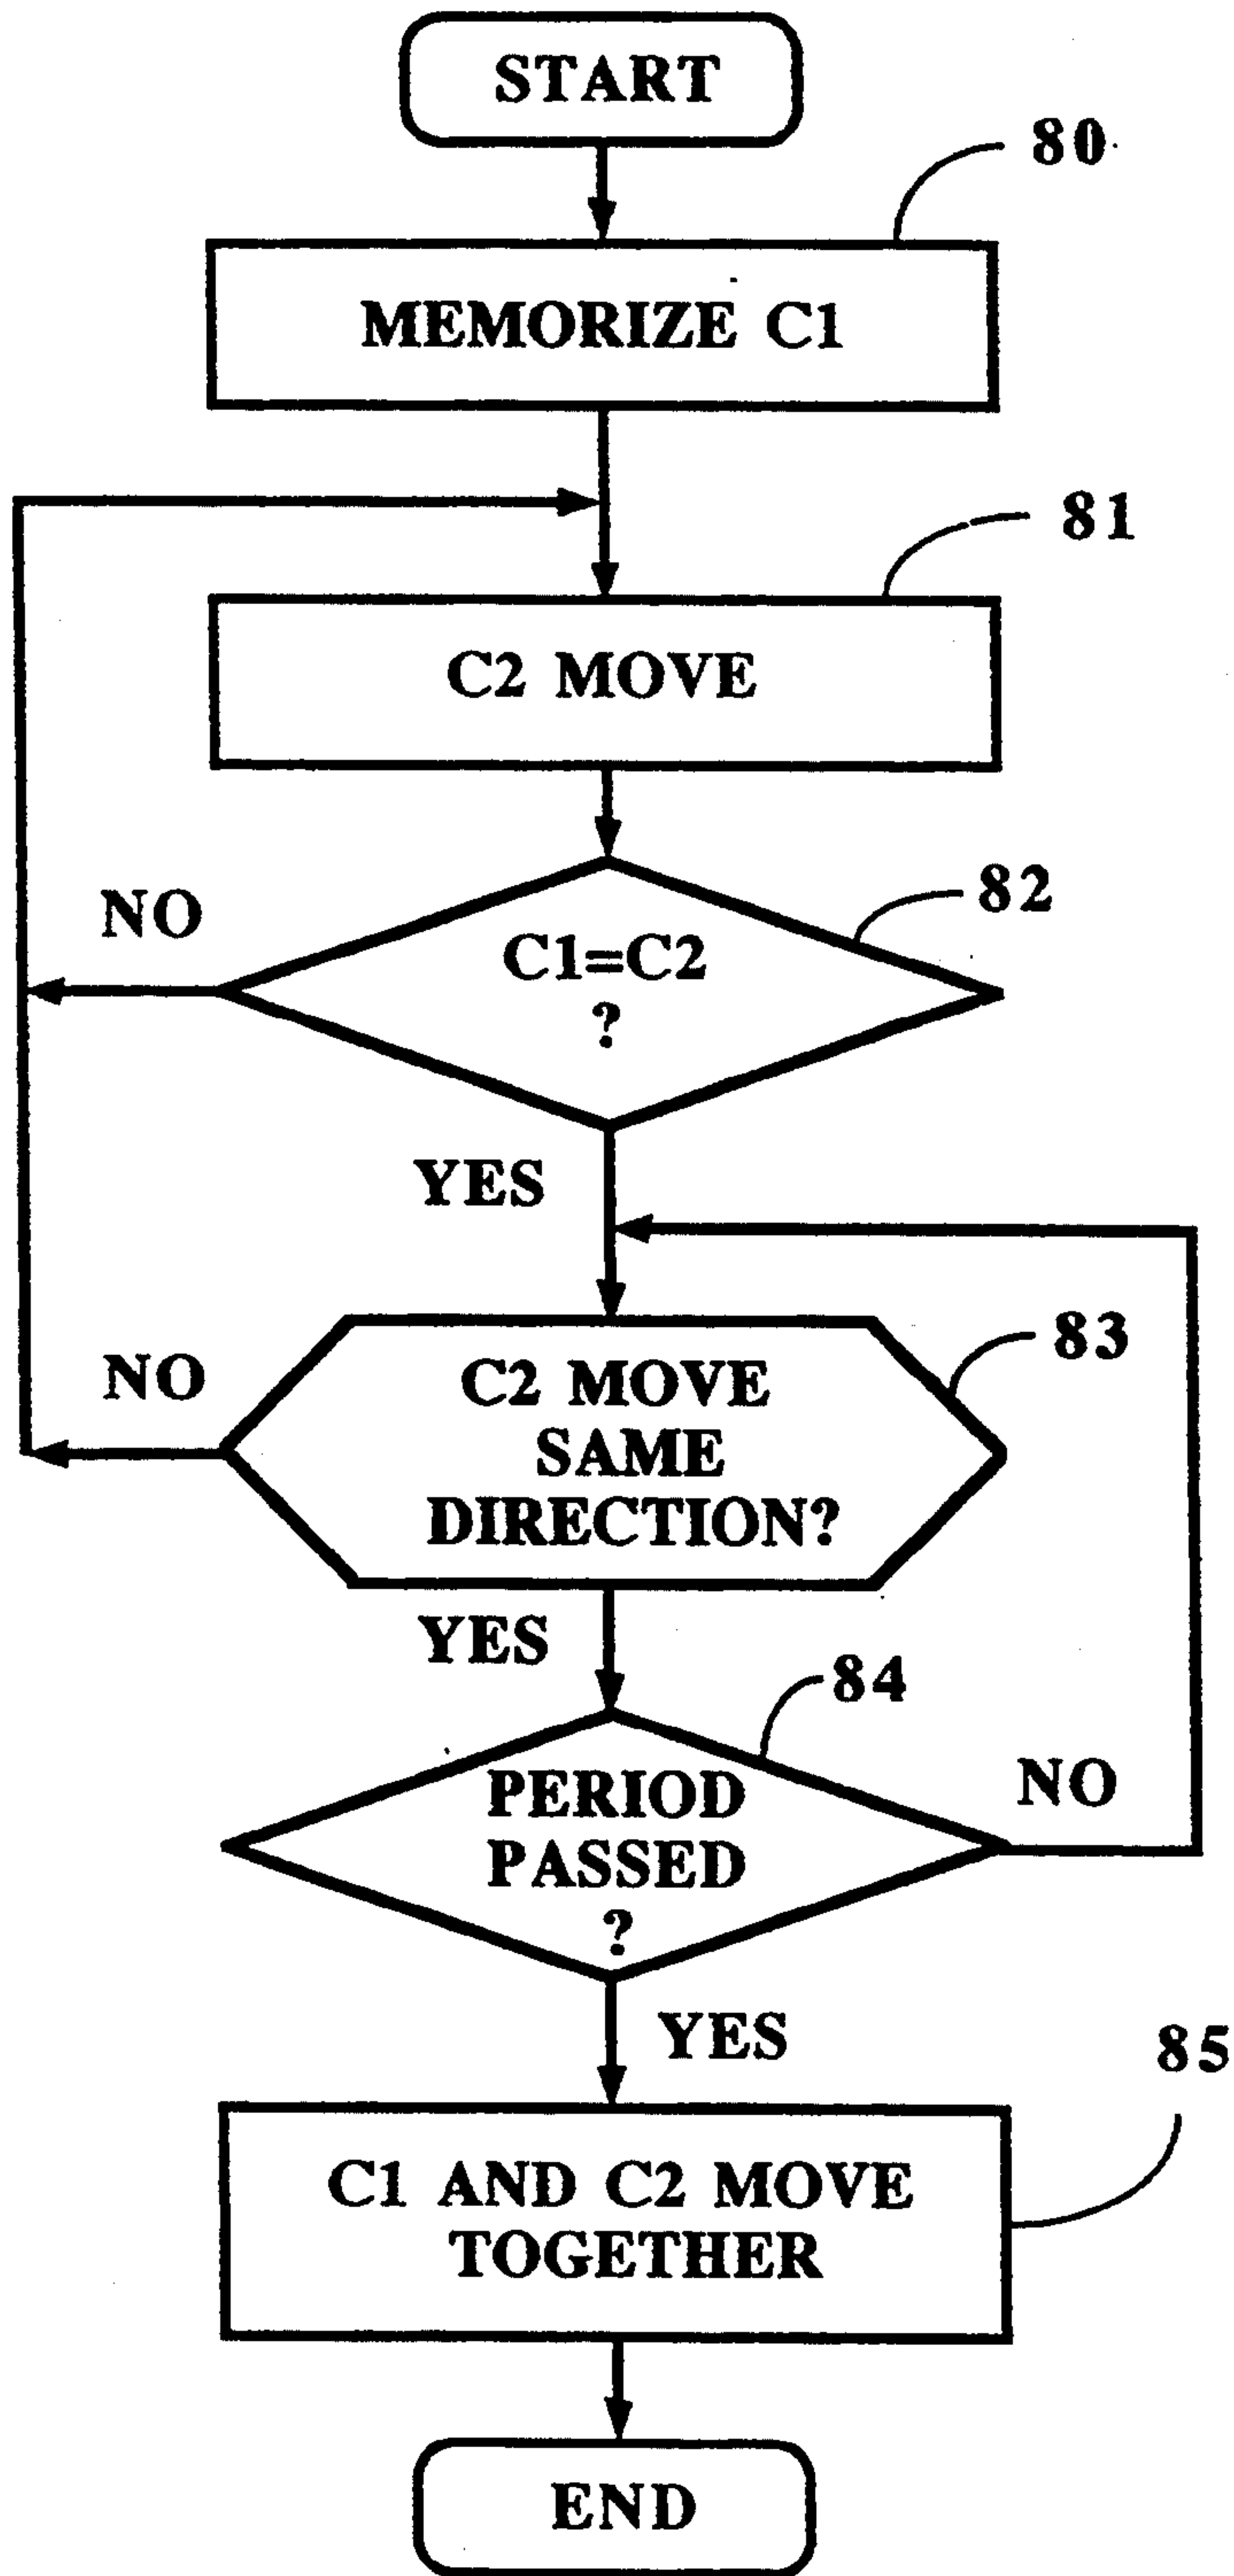 START
80
MEMORIZE C1
81
C2 MOVE
82
NO
C1=C2
?
YES
83
NO
C2 MOVE
SAME
DIRECTION?
YES
84
NO
PERIOD
PASSED
?
YES
85
C1 AND C2 MOVE
TOGETHER
END